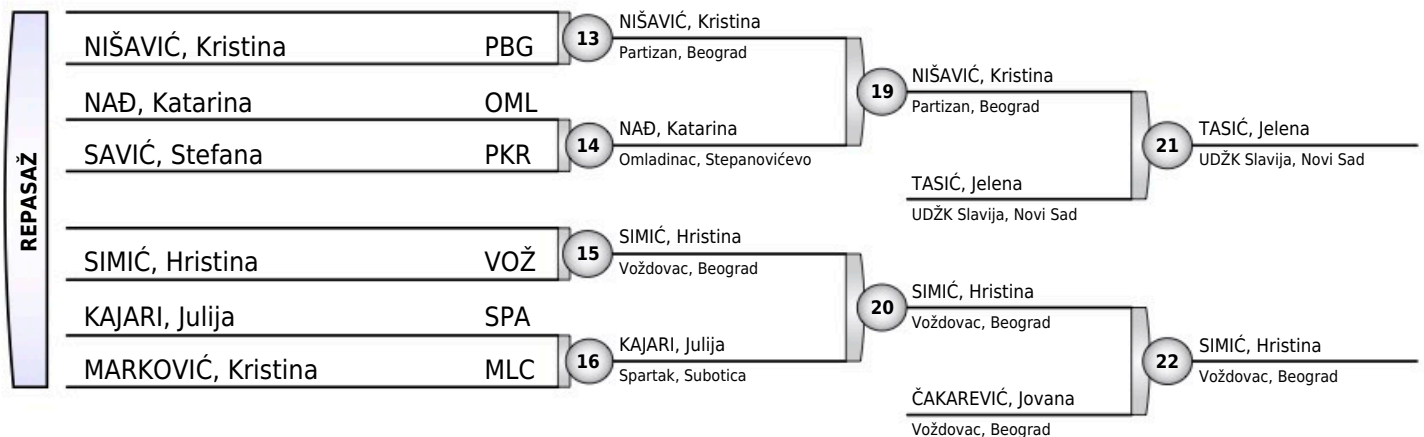 REPASAŽ
NIŠAVIĆ, Kristina PBG
NAĐ, Katarina OML
SAVIĆ, Stefana PKR
SIMIĆ, Hristina VOŽ
KAJARI, Julija SPA
MARKOVIĆ, Kristina MLC
13
NIŠAVIĆ, Kristina
Partizan, Beograd
14
NAĐ, Katarina
Omladinac, Stepanovićevo
15
SIMIĆ, Hristina
Voždovac, Beograd
16
KAJARI, Julija
Spartak, Subotica
19
NIŠAVIĆ, Kristina
Partizan, Beograd
TASIĆ, Jelena
UDŽK Slavija, Novi Sad
20
SIMIĆ, Hristina
Voždovac, Beograd
ČAKAREVIĆ, Jovana
Voždovac, Beograd
21
TASIĆ, Jelena
UDŽK Slavija, Novi Sad
22
SIMIĆ, Hristina
Voždovac, Beograd